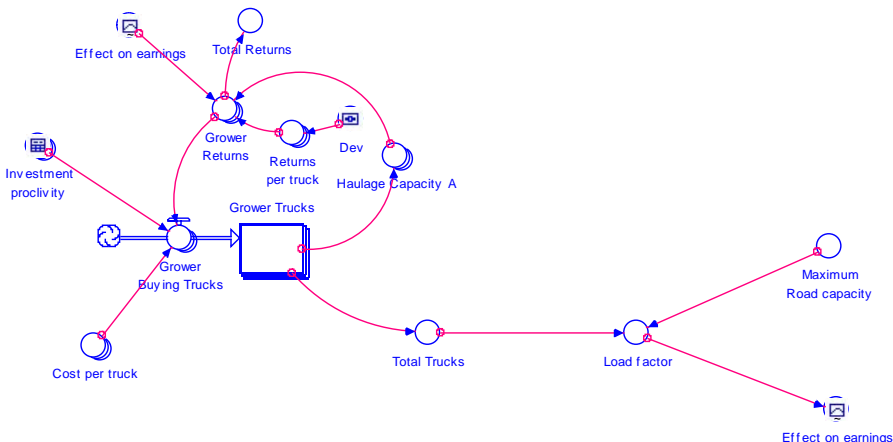 Effect on earnings
Total Returns
Grower
Returns
Returns
per truck
Dev
Investment
proclivity
Haulage Capacity A
Grower Trucks
Grower
Buying Trucks
Maximum
Road capacity
Cost per truck
Total Trucks
Load factor
Effect on earnings